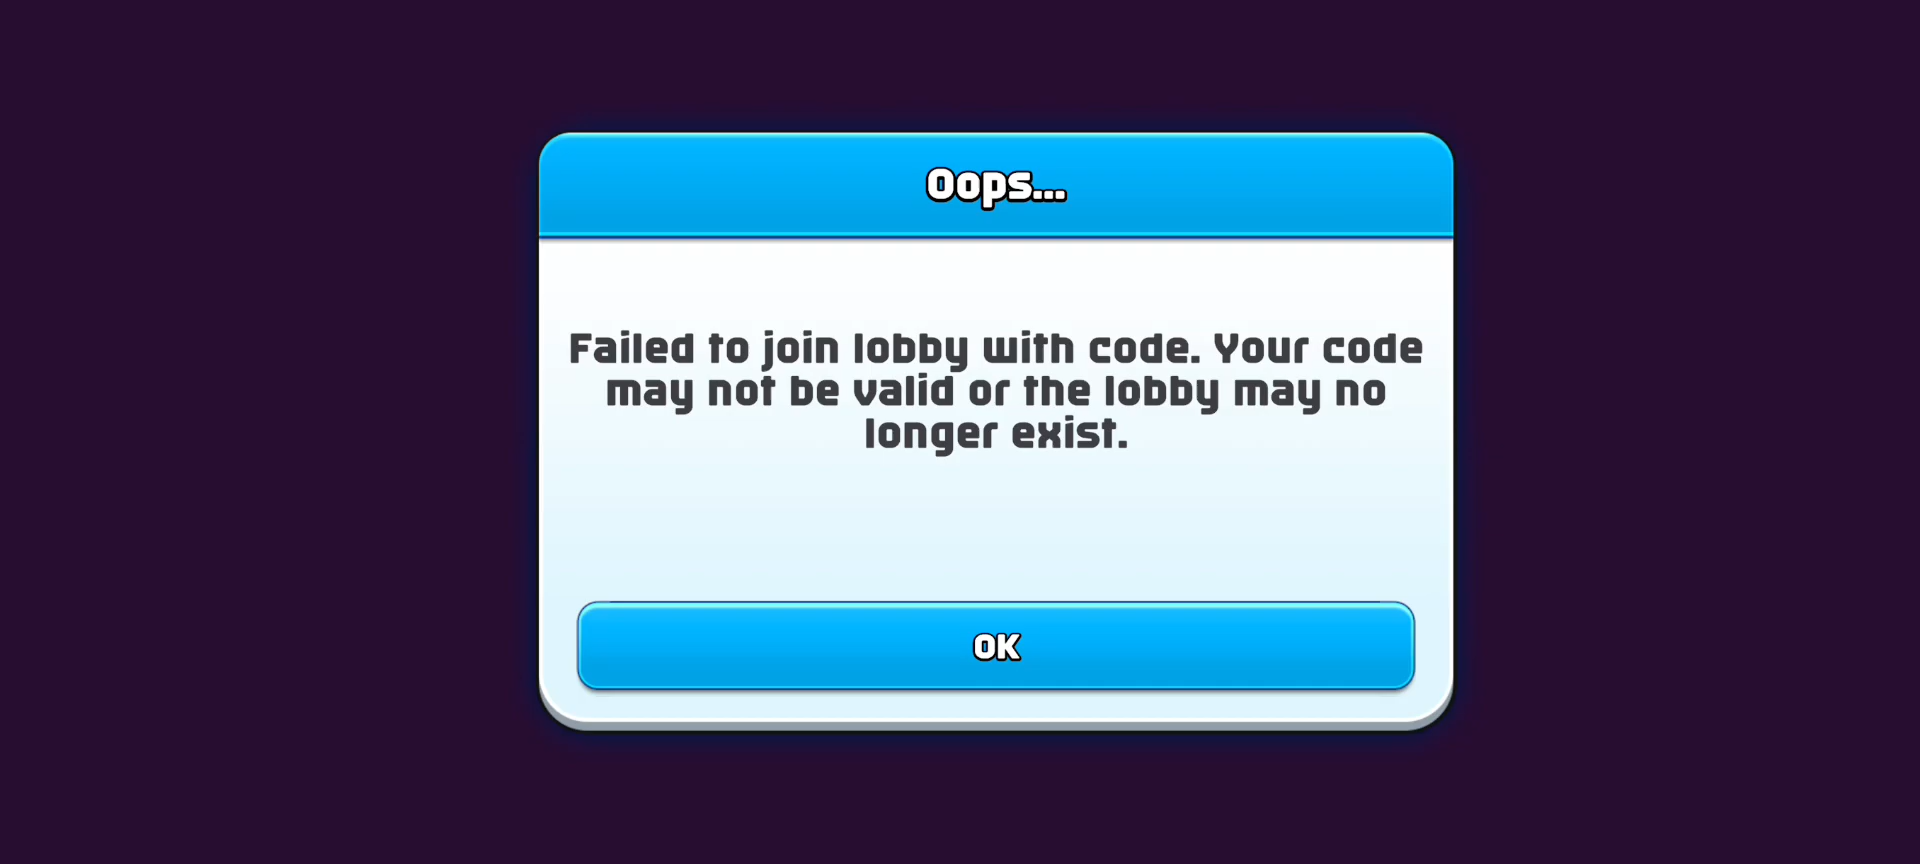 Oops...
Failed to join lobby with code. Your code
may not be valid or the lobby may no
longer exist.
OK